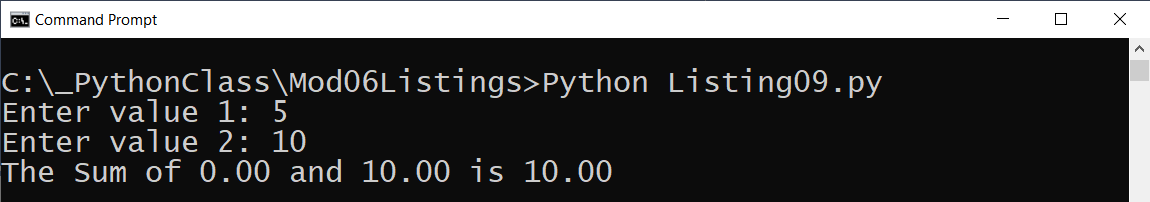 Command Prompt
C:\_PythonClass\Mod06Listings>Python Listing09.py
Enter value 1: 5
Enter value 2: 10
The Sum of 0.00 and 10.00 is 10.00